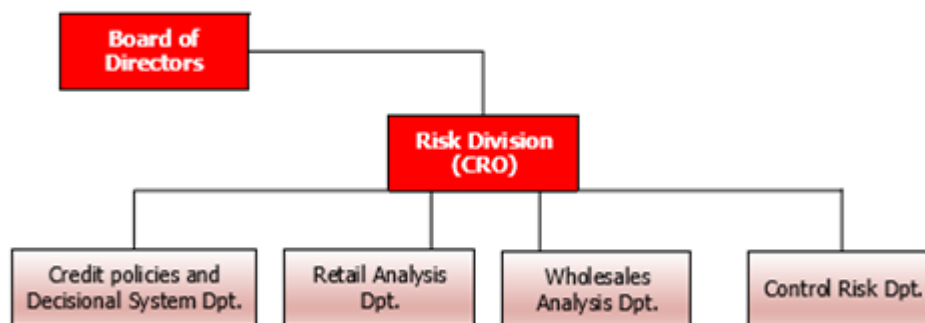 Board of
Directors
Risk Division
(CRO)
Credit policies and
Decisional System Dpt.
Retail Analysis
Dpt.
Wholesales
Analysis Dpt.
Control Risk Dpt.